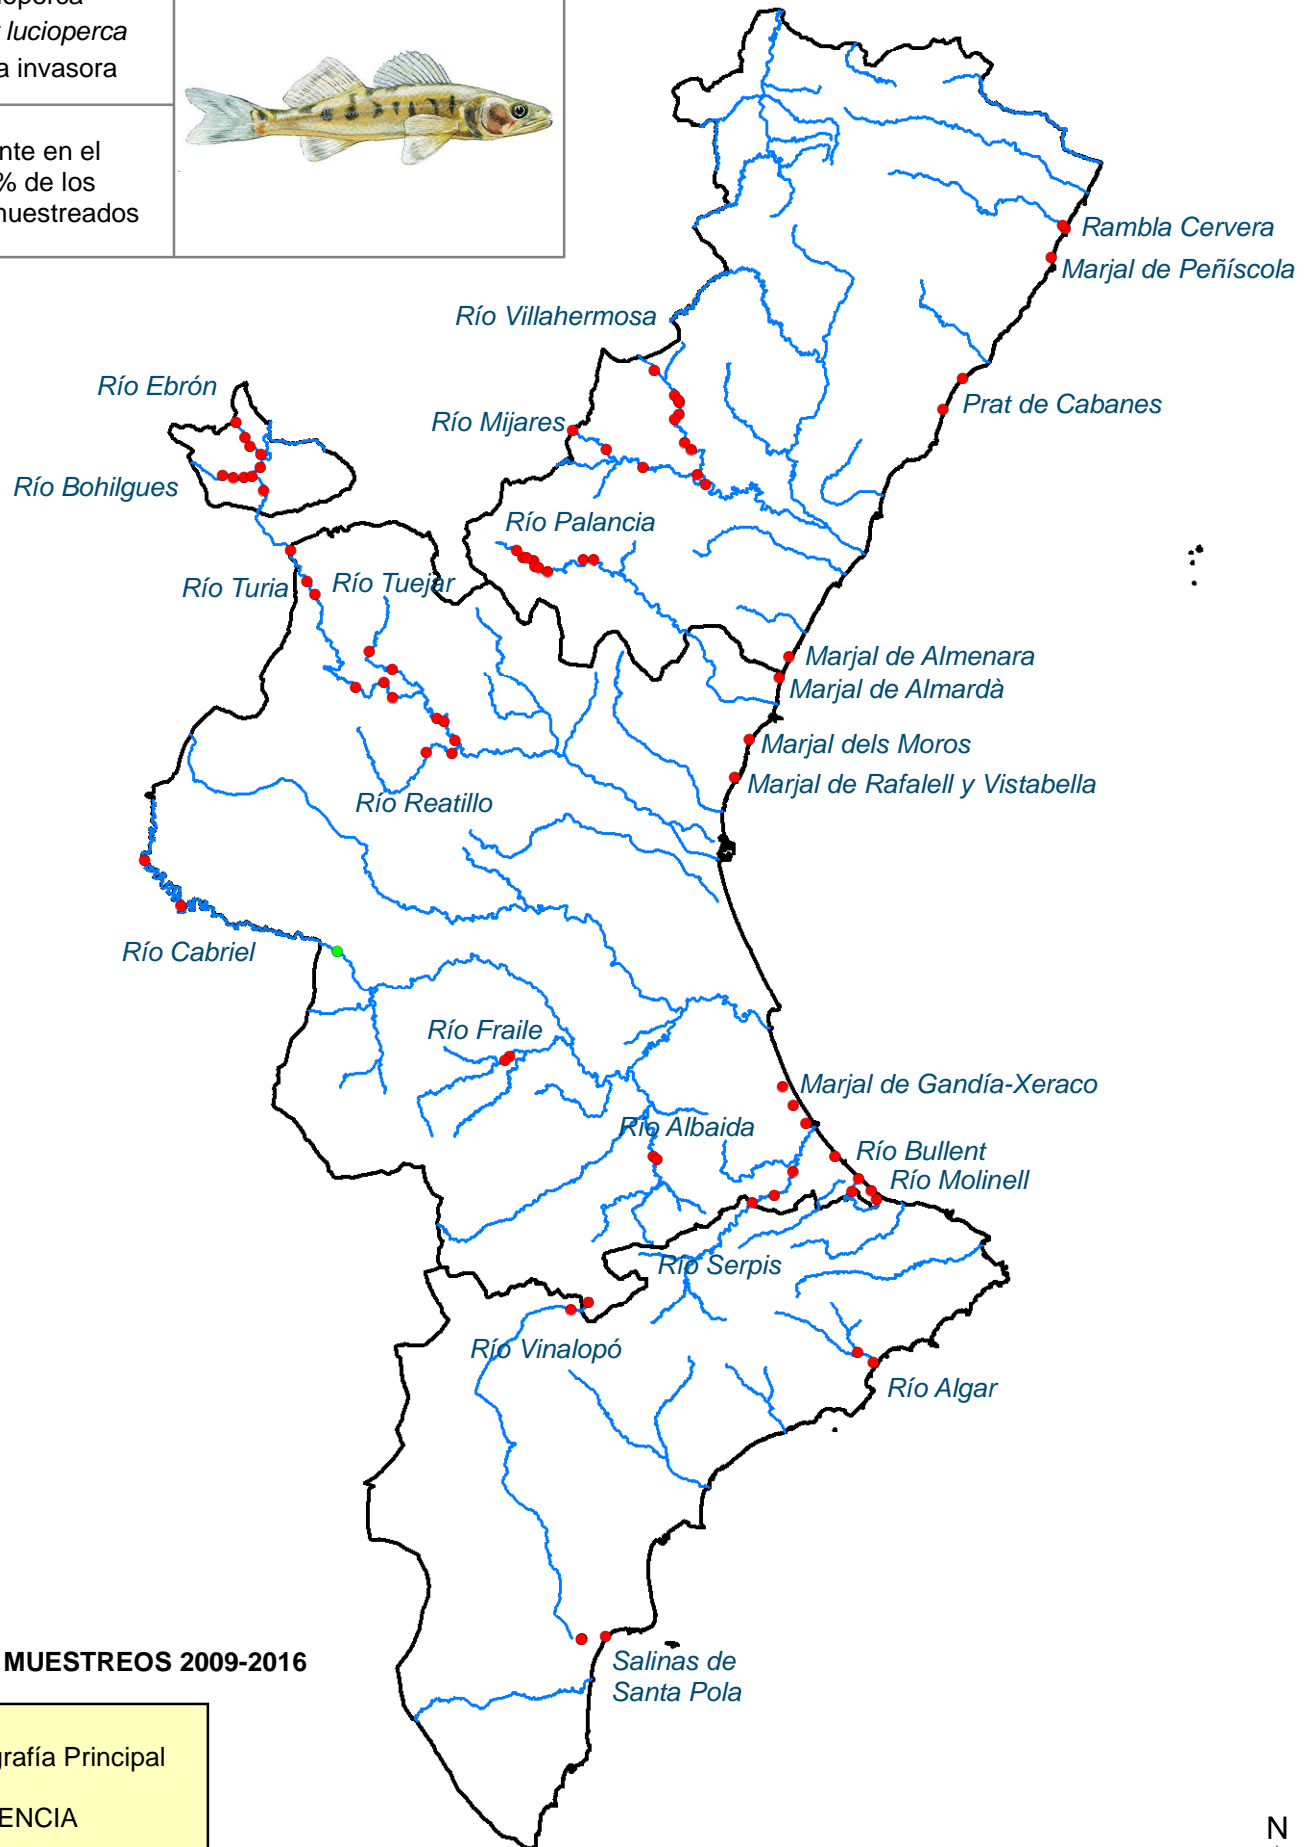 lucioperca
a invasora
nte en el
% de los
Rambla Cervera
Marjal de Peñíscola
Río Villahermosa
Río Ebrón
Prat de Cabanes
Río Mijares
Río Bohilgues
Río Palancia
Río Turia
Río Tuejar
Marjal de Almenara
Marjal de Almardà
Marjal dels Moros
Marjal de Rafalell y Vistabella
Río Reatillo
Río Cabriel
Río Fraile
Marjal de Gandía-Xeraco
Río Albaida
Río Bullent
Río Molinell
Río Serpis
Río Vinalopó
Río Algar
MUESTREOS 2009-2016
Salinas de
Santa Pola
grafía Principal
ENCIA
N